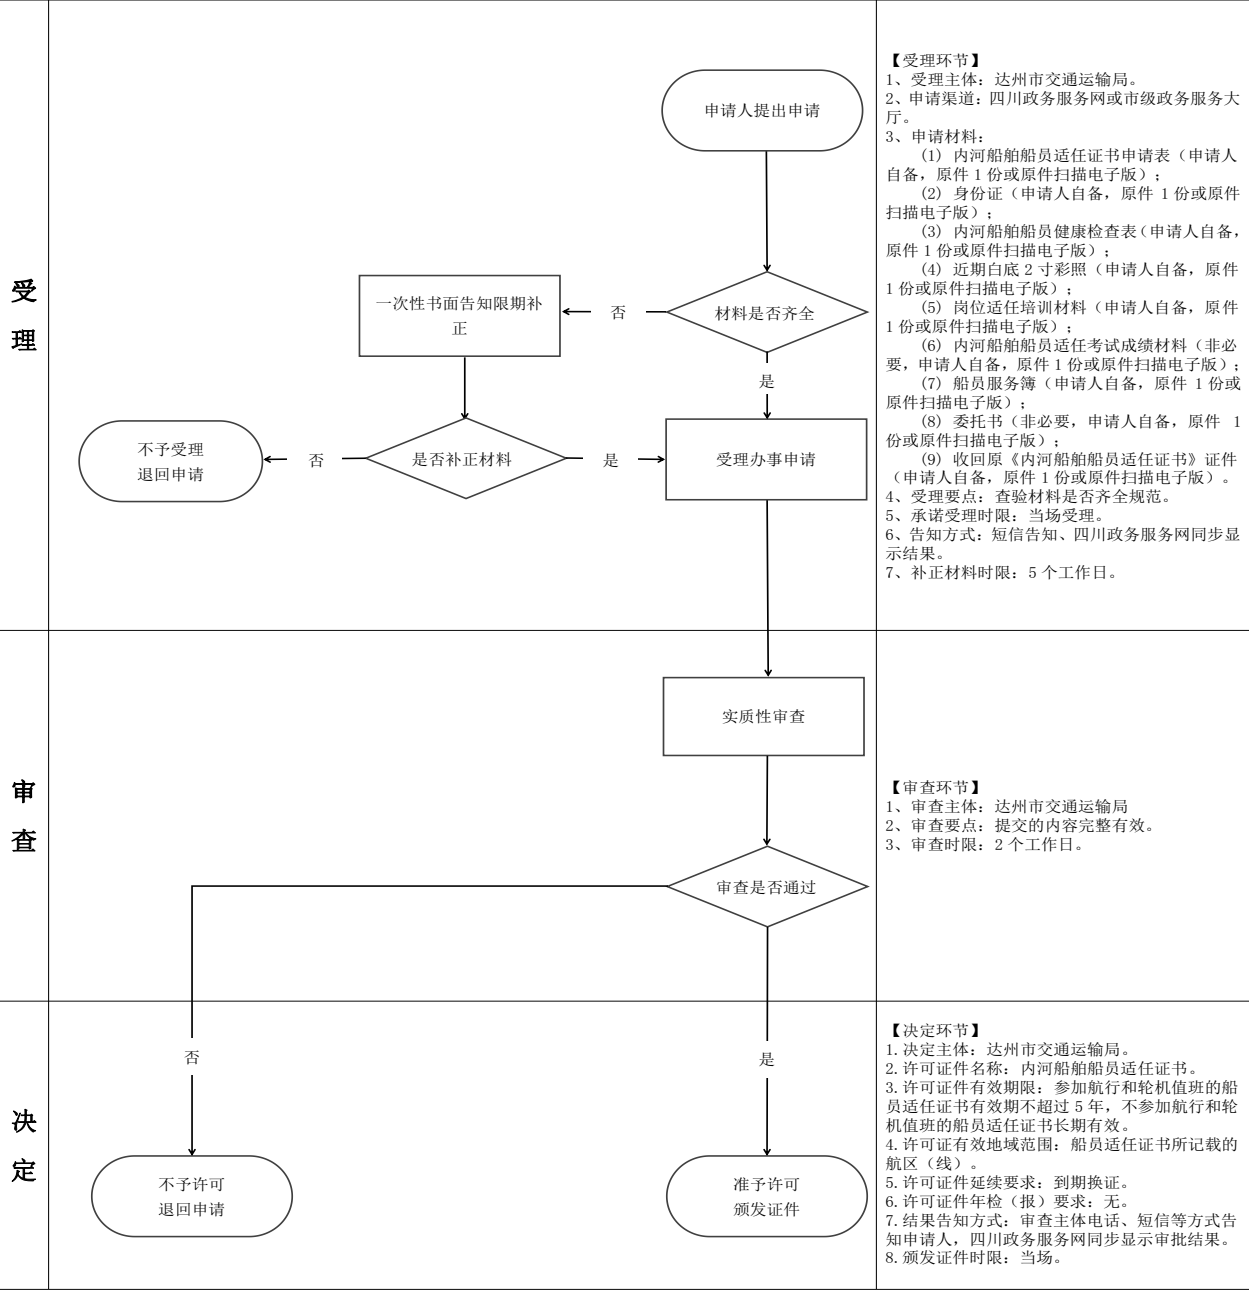 受
理
申请人提出申请
材料是否齐全
否
一次性书面告知限期补
正
是
是否补正材料
否
不予受理
退回申请
是
受理办事申请
【受理环节】
1、受理主体：达州市交通运输局。
2、申请渠道：四川政务服务网或市级政务服务大
厅。
3、申请材料：
（1）内河船舶船员适任证书申请表（申请人
自备，原件 1 份或原件扫描电子版）；
（2）身份证（申请人自备，原件 1 份或原件
扫描电子版）；
（3）内河船舶船员健康检查表（申请人自备，
原件 1 份或原件扫描电子版）；
（4）近期白底 2 寸彩照（申请人自备，原件
1 份或原件扫描电子版）；
（5）岗位适任培训材料（申请人自备，原件
1 份或原件扫描电子版）；
（6）内河船舶船员适任考试成绩材料（非必
要，申请人自备，原件 1 份或原件扫描电子版）；
（7）船员服务簿（申请人自备，原件 1 份或
原件扫描电子版）；
（8）委托书（非必要，申请人自备，原件 1
份或原件扫描电子版）；
（9）收回原《内河船舶船员适任证书》证件
（申请人自备，原件 1 份或原件扫描电子版）。
4、受理要点：查验材料是否齐全规范。
5、承诺受理时限：当场受理。
6、告知方式：短信告知、四川政务服务网同步显
示结果。
7、补正材料时限：5 个工作日。
审
查
实质性审查
审查是否通过
【审查环节】
1、审查主体：达州市交通运输局
2、审查要点：提交的内容完整有效。
3、审查时限：2 个工作日。
决
定
否
是
不予许可
退回申请
准予许可
颁发证件
【决定环节】
1.决定主体：达州市交通运输局。
2.许可证件名称：内河船舶船员适任证书。
3.许可证件有效期限：参加航行和轮机值班的船
员适任证书有效期不超过 5 年，不参加航行和轮
机值班的船员适任证书长期有效。
4.许可证有效地域范围：船员适任证书所记载的
航区（线）。
5.许可证件延续要求：到期换证。
6.许可证件年检（报）要求：无。
7.结果告知方式：审查主体电话、短信等方式告
知申请人，四川政务服务网同步显示审批结果。
8.颁发证件时限：当场。